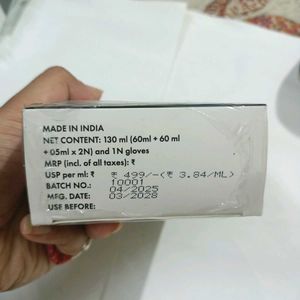 MADE IN INDIA
NET CONTENT: 130 ml (60ml + 60 ml
+ 05ml x 2N) and 1N gloves
MRP (incl. of all taxes): ₹
USP per ml: ₹ ₹ 499/-(₹ 3.84/ML)
BATCH NO.: 10001
MFG. DATE: 04/2025
USE BEFORE: 03/2028